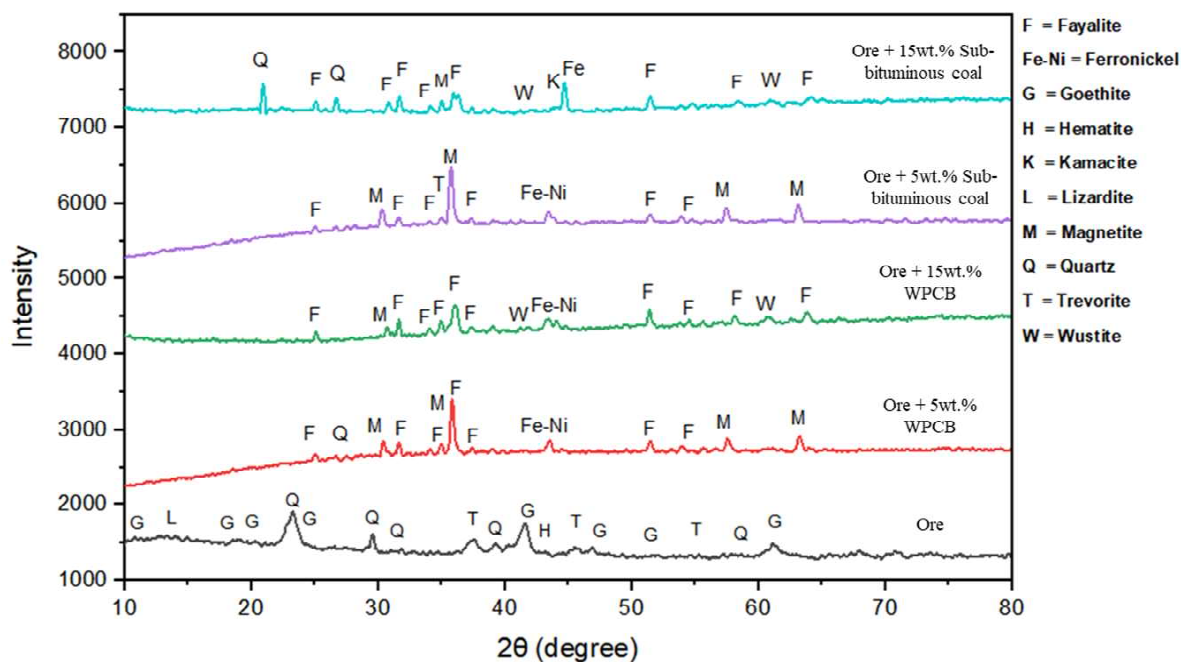 8000
7000
6000
5000
4000
3000
2000
1000
Intensity
Q F Q F F F M F W K Fe F F W F
Ore + 15wt.% Sub-
bituminous coal
F M F F T M F Fe-Ni F F M M
Ore + 5wt.% Sub-
bituminous coal
F M F F F F F W Fe-Ni F F F W F
Ore + 15wt.%
WPCB
F Q M F M F F F Fe-Ni F F M M
Ore + 5wt.%
WPCB
G L G G Q G Q Q T Q G H T G G T Q G
Ore
10 20 30 40 50 60 70 80
2θ (degree)
F = Fayalite
Fe-Ni = Ferronickel
G = Goethite
H = Hematite
K = Kamacite
L = Lizardite
M = Magnetite
Q = Quartz
T = Trevorite
W = Wustite